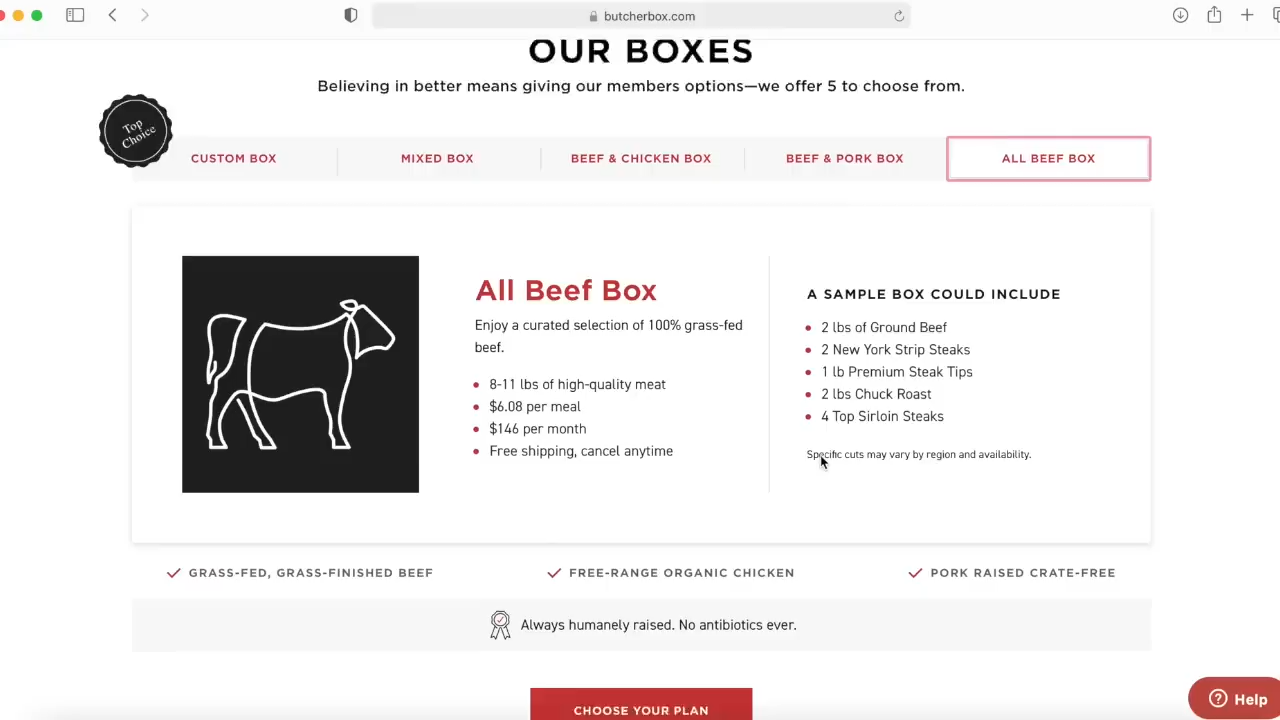 butcherbox.com
OUR BOXES
Believing in better means giving our members options—we offer 5 to choose from.
Top
Choice
CUSTOM BOX
MIXED BOX
BEEF & CHICKEN BOX
BEEF & PORK BOX
ALL BEEF BOX
All Beef Box
Enjoy a curated selection of 100% grass-fed
beef.
8-11 lbs of high-quality meat
$6.08 per meal
$146 per month
Free shipping, cancel anytime
A SAMPLE BOX COULD INCLUDE
2 lbs of Ground Beef
2 New York Strip Steaks
1 lb Premium Steak Tips
2 lbs Chuck Roast
4 Top Sirloin Steaks
Specific cuts may vary by region and availability.
GRASS-FED, GRASS-FINISHED BEEF
FREE-RANGE ORGANIC CHICKEN
PORK RAISED CRATE-FREE
Always humanely raised. No antibiotics ever.
CHOOSE YOUR PLAN
Help